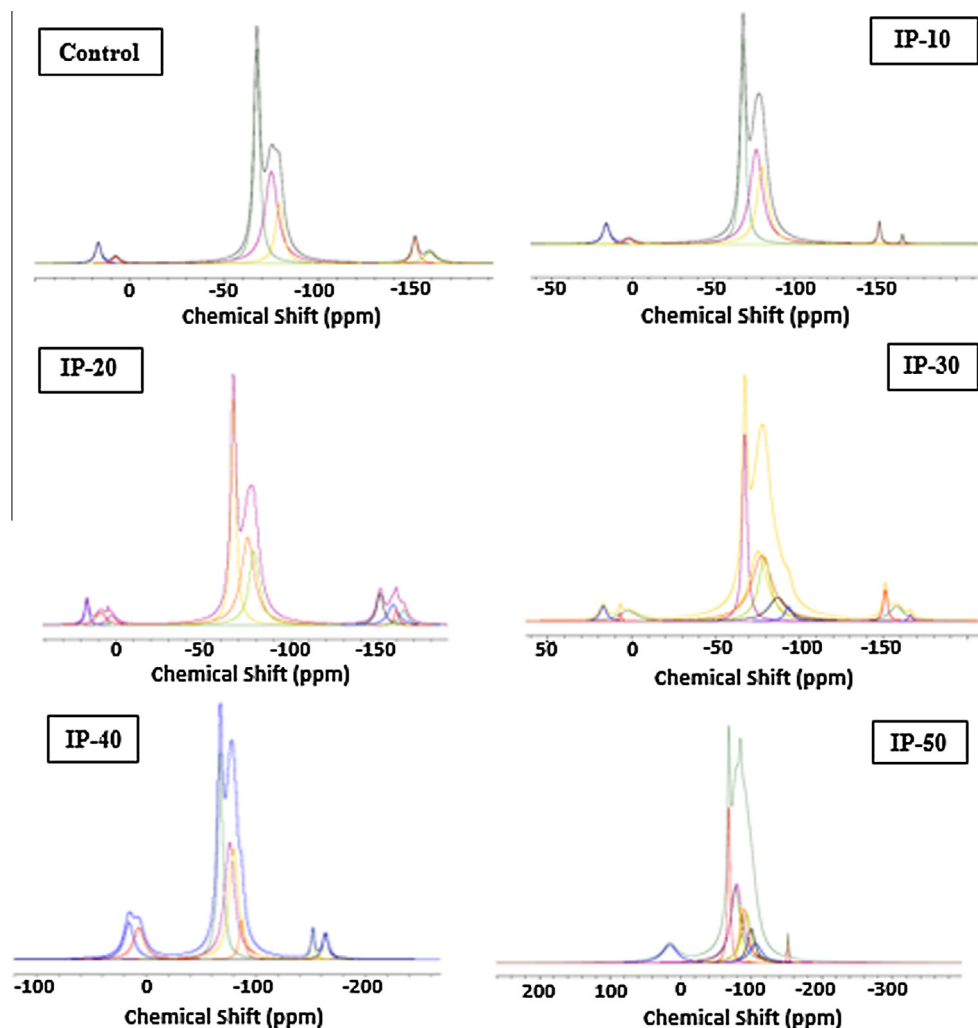 Control
IP-10
0 -50 -100 -150
Chemical Shift (ppm)
50 0 -50 -100 -150
Chemical Shift (ppm)
IP-20
IP-30
0 -50 -100 -150
Chemical Shift (ppm)
50 0 -50 -100 -150
Chemical Shift (ppm)
IP-40
IP-50
-100 0 -100 -200
Chemical Shift (ppm)
200 100 0 -100 -200 -300
Chemical Shift (ppm)